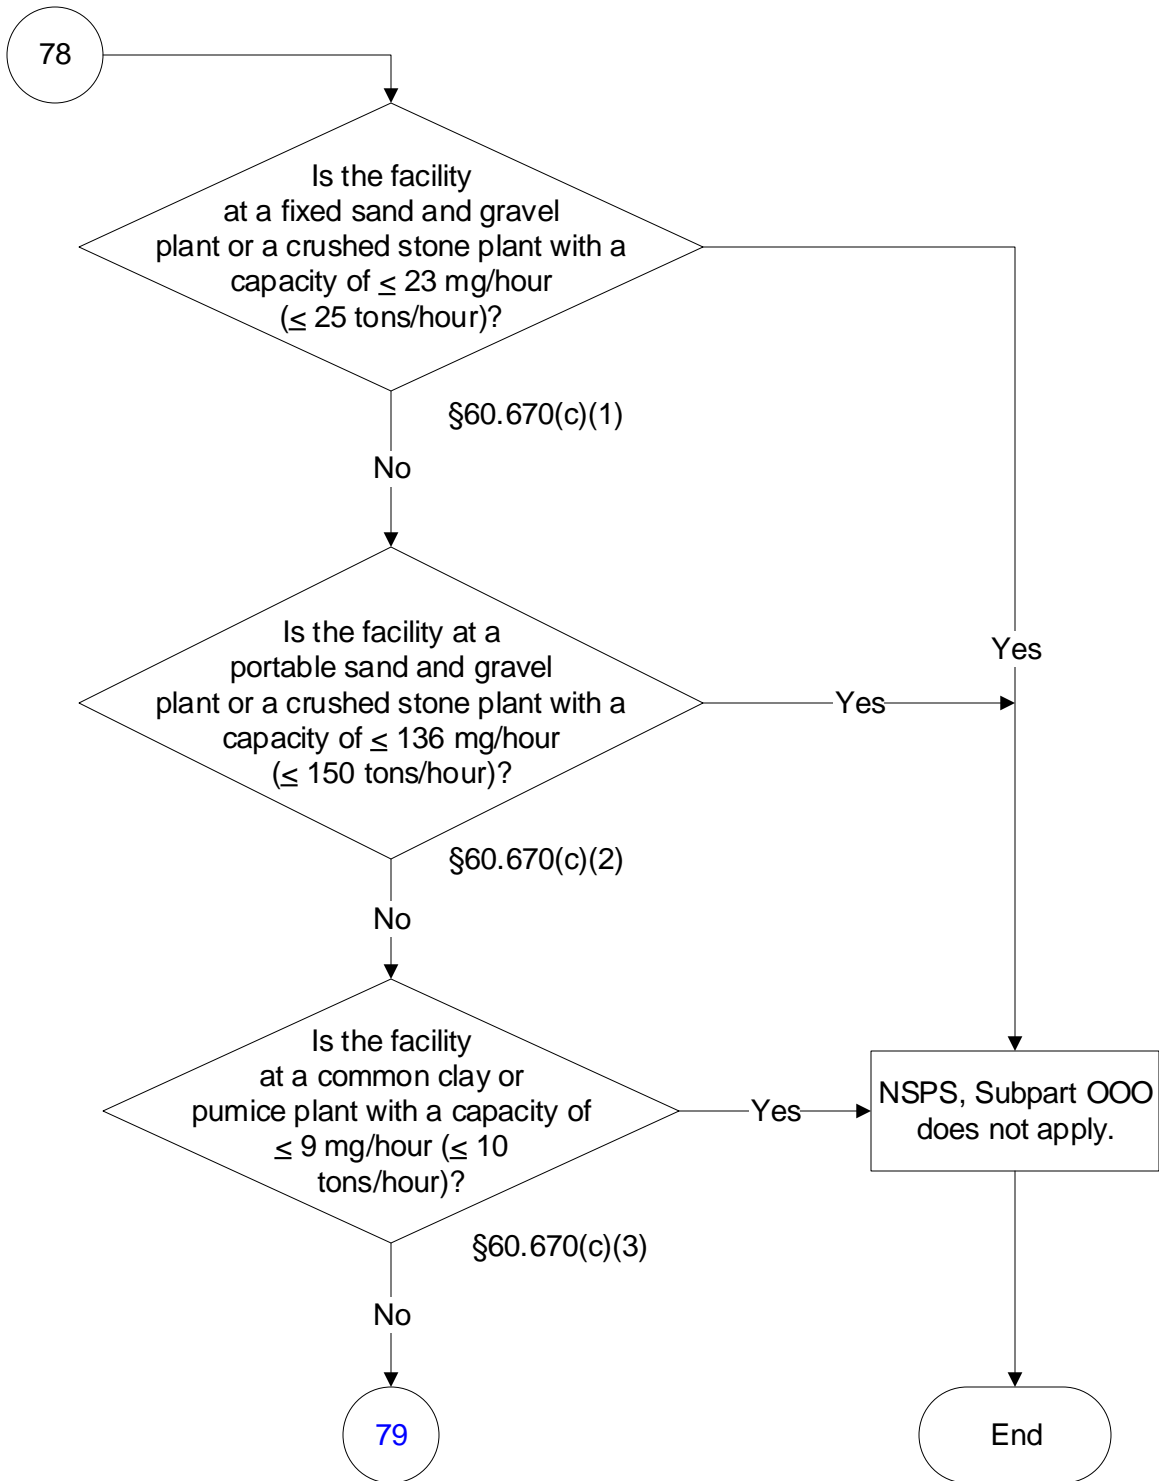 78
Is the facility
at a fixed sand and gravel
plant or a crushed stone plant with a
capacity of ≤ 23 mg/hour
(≤ 25 tons/hour)?
§60.670(c)(1)
No
Is the facility at a
portable sand and gravel
plant or a crushed stone plant with a
capacity of ≤ 136 mg/hour
(≤ 150 tons/hour)?
Yes
Yes
§60.670(c)(2)
No
Is the facility
at a common clay or
pumice plant with a capacity of
≤ 9 mg/hour (≤ 10
tons/hour)?
Yes
NSPS, Subpart OOO
does not apply.
§60.670(c)(3)
No
79
End